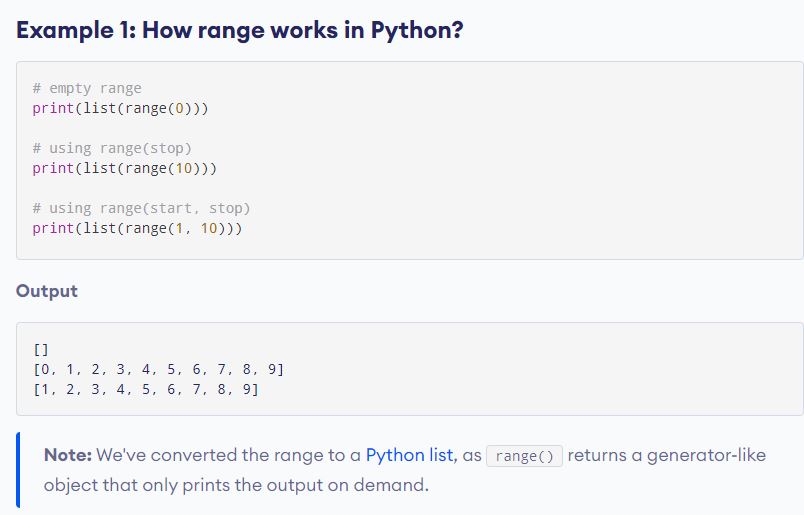 Example 1: How range works in Python?
# empty range
print(list(range(0)))
# using range(stop)
print(list(range(10)))
# using range(start, stop)
print(list(range(1, 10)))
Output
[]
[0, 1, 2, 3, 4, 5, 6, 7, 8, 9]
[1, 2, 3, 4, 5, 6, 7, 8, 9]
Note: We've converted the range to a Python list, as range() returns a generator-like
object that only prints the output on demand.